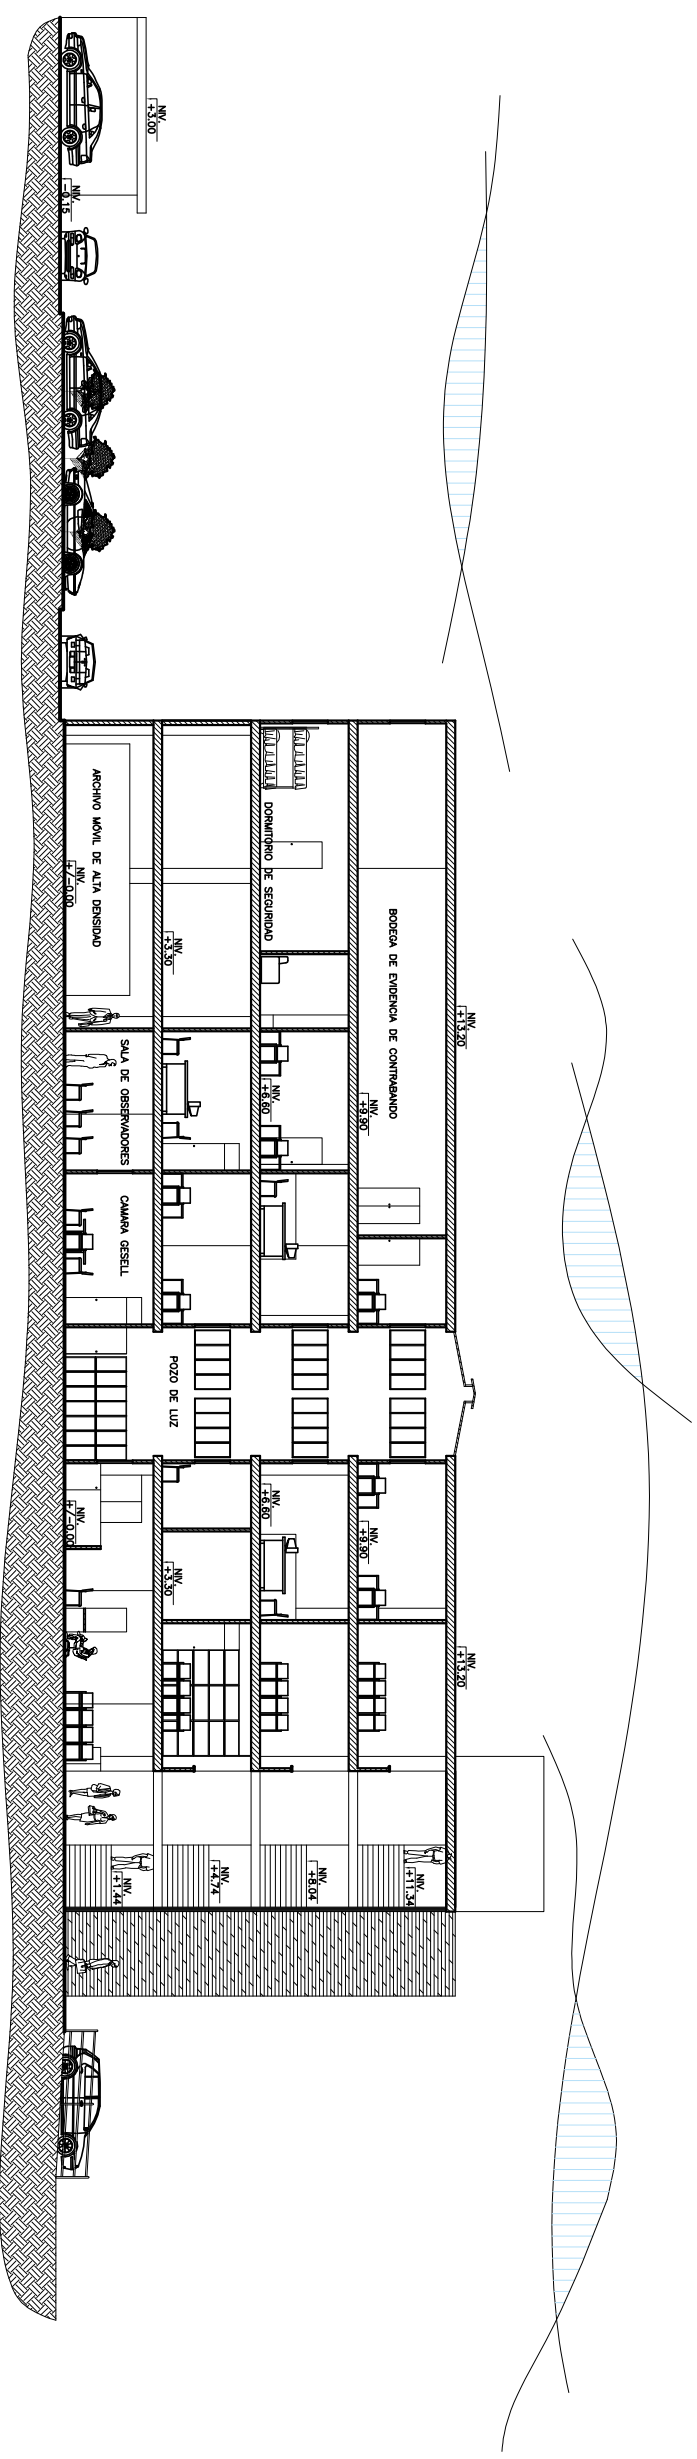 NIV.
+3.00
NIV.
-0.15
NIV.
+13.20
BODEGA DE EVIDENCIA DE CONTRABANDO
NIV.
+9.90
DORMITORIO DE SEGURIDAD
NIV.
+6.60
NIV.
+3.30
ARCHIVO MÓVIL DE ALTA DENSIDAD
NIV.
+/-0.00
SALA DE OBSERVADORES
CAMARA GESELL
POZO DE LUZ
NIV.
+13.20
NIV.
+9.90
NIV.
+6.60
NIV.
+3.30
NIV.
+/-0.00
NIV.
+11.34
NIV.
+8.04
NIV.
+4.74
NIV.
+1.44